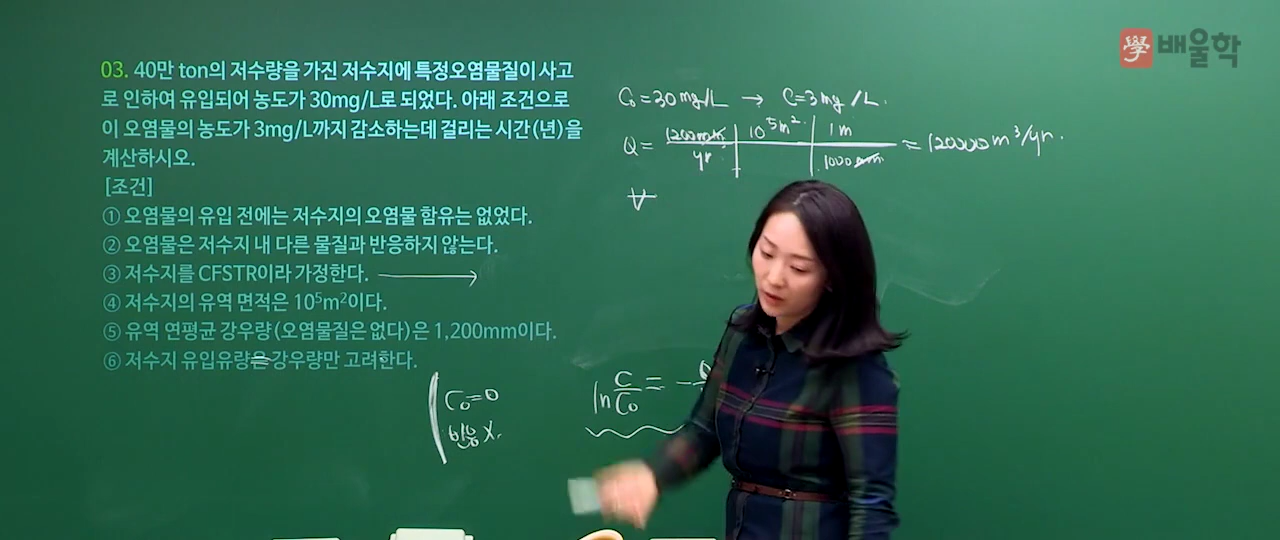 學 배울학
03. 40만 ton의 저수량을 가진 저수지에 특정오염물질이 사고
로 인하여 유입되어 농도가 30mg/L로 되었다. 아래 조건으로
이 오염물의 농도가 3mg/L까지 감소하는데 걸리는 시간(년)을
계산하시오.
[조건]
① 오염물의 유입 전에는 저수지의 오염물 함유는 없었다.
② 오염물은 저수지 내 다른 물질과 반응하지 않는다.
③ 저수지를 CFSTR이라 가정한다.
④ 저수지의 유역 면적은 10⁵m²이다.
⑤ 유역 연평균 강우량(오염물질은 없다)은 1,200mm이다.
⑥ 저수지 유입유량은 강우량만 고려한다.
C₀=30mg/L → C=3mg/L.
Q= 1200mm/yr | 10⁵m² | 1m/1000mm = 120000m³/yr.
V
C₀=0
반응X.
ln C/C₀ = -